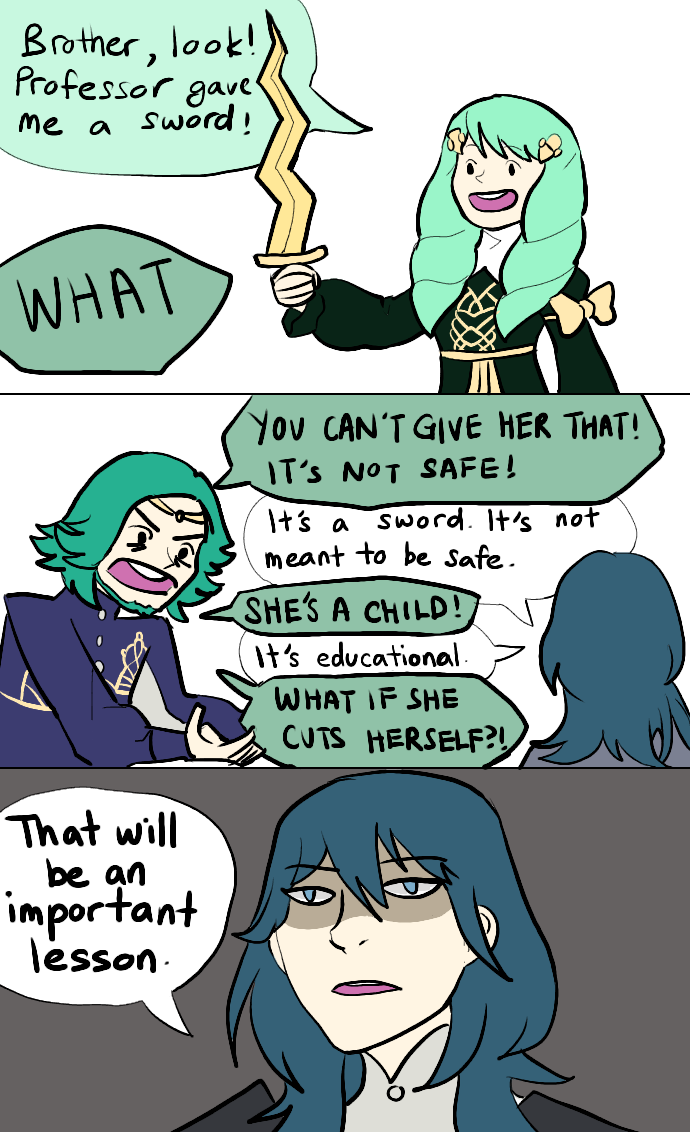 Brother, look!
Professor gave
me a sword!
WHAT
YOU CAN'T GIVE HER THAT!
IT'S NOT SAFE!
It's a sword. It's not
meant to be safe.
SHE'S A CHILD!
It's educational.
WHAT IF SHE
CUTS HERSELF?!
That will
be an
important
lesson.